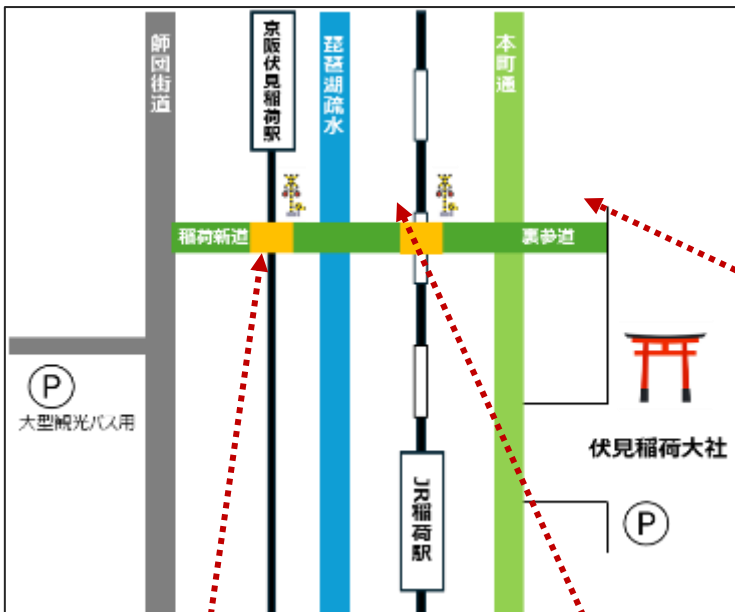 師団街道
京阪伏見稲荷駅
琵琶湖疏水
本町通
稲荷新道
裏参道
P
大型観光バス用
伏見稲荷大社
JR稲荷駅
P